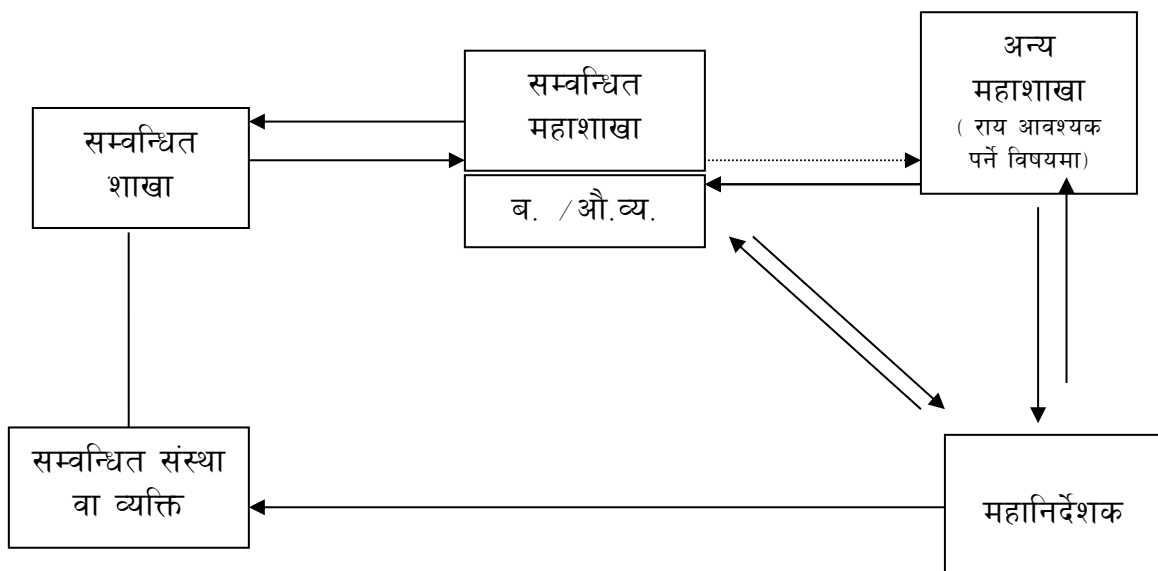 अन्य
महाशाखा
( राय आवश्यक
पर्ने विषयमा)
सम्वन्धित
महाशाखा
ब. /औ.व्य.
सम्वन्धित
शाखा
सम्वन्धित संस्था
वा व्यक्ति
महानिर्देशक